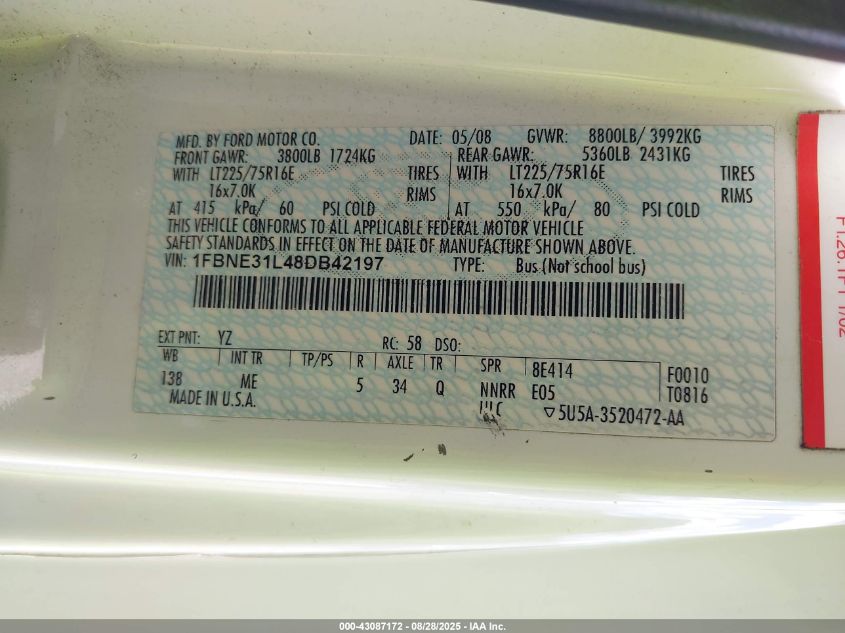 MFD. BY FORD MOTOR CO. DATE: 05/08 GVWR: 8800LB/ 3992KG
FRONT GAWR: 3800LB 1724KG REAR GAWR: 5360LB 2431KG
WITH LT225/75R16E TIRES WITH LT225/75R16E TIRES
16x7.0K RIMS 16x7.0K RIMS
AT 415 kPa/ 60 PSI COLD AT 550 kPa/ 80 PSI COLD
THIS VEHICLE CONFORMS TO ALL APPLICABLE FEDERAL MOTOR VEHICLE
SAFETY STANDARDS IN EFFECT ON THE DATE OF MANUFACTURE SHOWN ABOVE.
VIN: 1FBNE31L48DB42197 TYPE: Bus (Not school bus)
EXT PNT: YZ RC: 58 DSO:
WB INT TR TP/PS R AXLE TR SPR 8E414 F0010
138 ME 5 34 Q NNRR E05 T0816
MADE IN U.S.A. ▽5U5A-3520472-AA
000-43087172 - 08/28/2025 - IAA Inc.